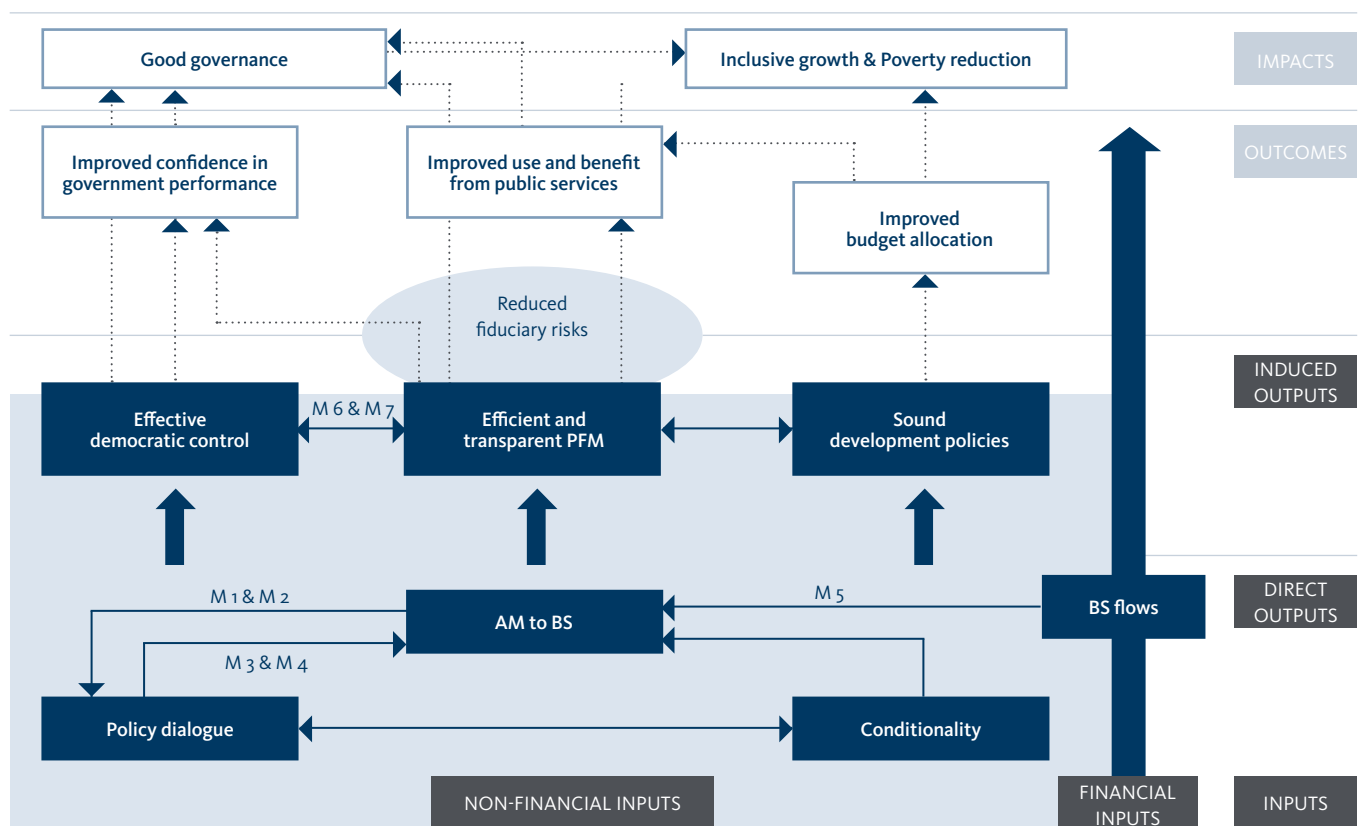 Good governance
Inclusive growth & Poverty reduction
IMPACTS
Improved confidence in
government performance
Improved use and benefit
from public services
OUTCOMES
Improved
budget allocation
Reduced
fiduciary risks
INDUCED
OUTPUTS
Effective
democratic control
M 6 & M 7
Efficient and
transparent PFM
Sound
development policies
M 1 & M 2
AM to BS
M 5
BS flows
DIRECT
OUTPUTS
M 3 & M 4
Policy dialogue
Conditionality
NON-FINANCIAL INPUTS
FINANCIAL
INPUTS
INPUTS